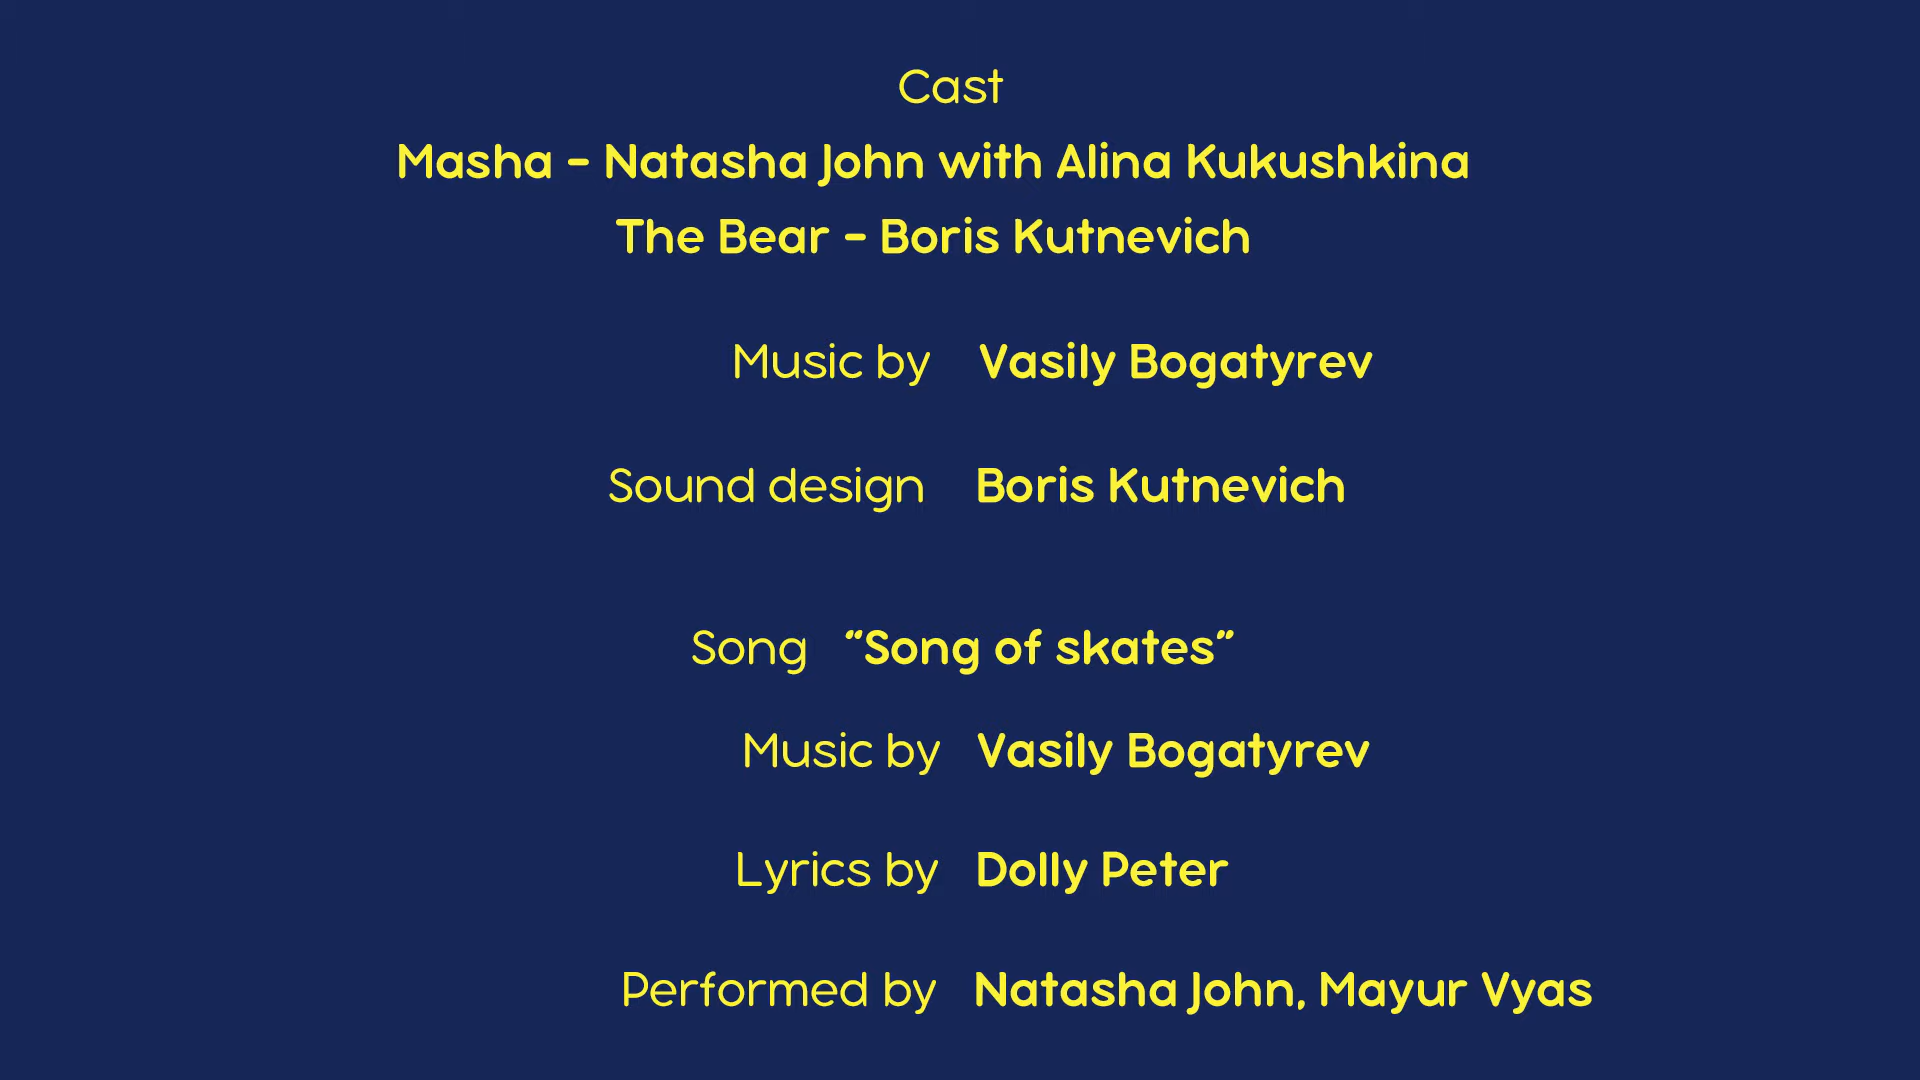 Cast
Masha - Natasha John with Alina Kukushkina
The Bear - Boris Kutnevich
Music by Vasily Bogatyrev
Sound design Boris Kutnevich
Song “Song of skates”
Music by Vasily Bogatyrev
Lyrics by Dolly Peter
Performed by Natasha John, Mayur Vyas